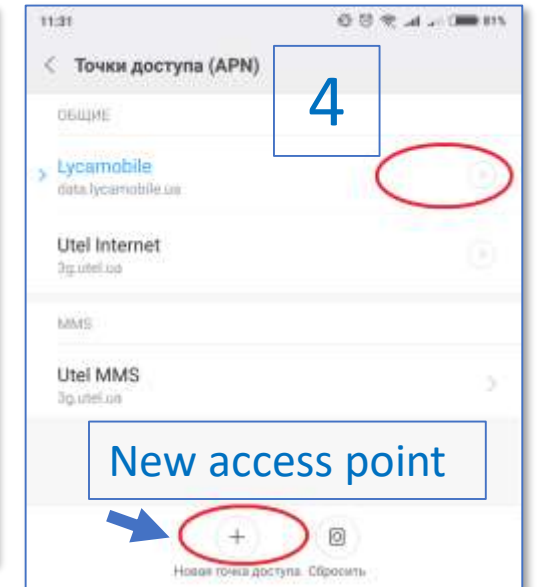 11:31
81%
Точки доступа (APN)
4
ОБЩИЕ
Lycamobile
data.lycamobile.ua
Utel Internet
3g.utel.ua
MMS
Utel MMS
3g.utel.ua
New access point
Новая точка доступа
Сбросить